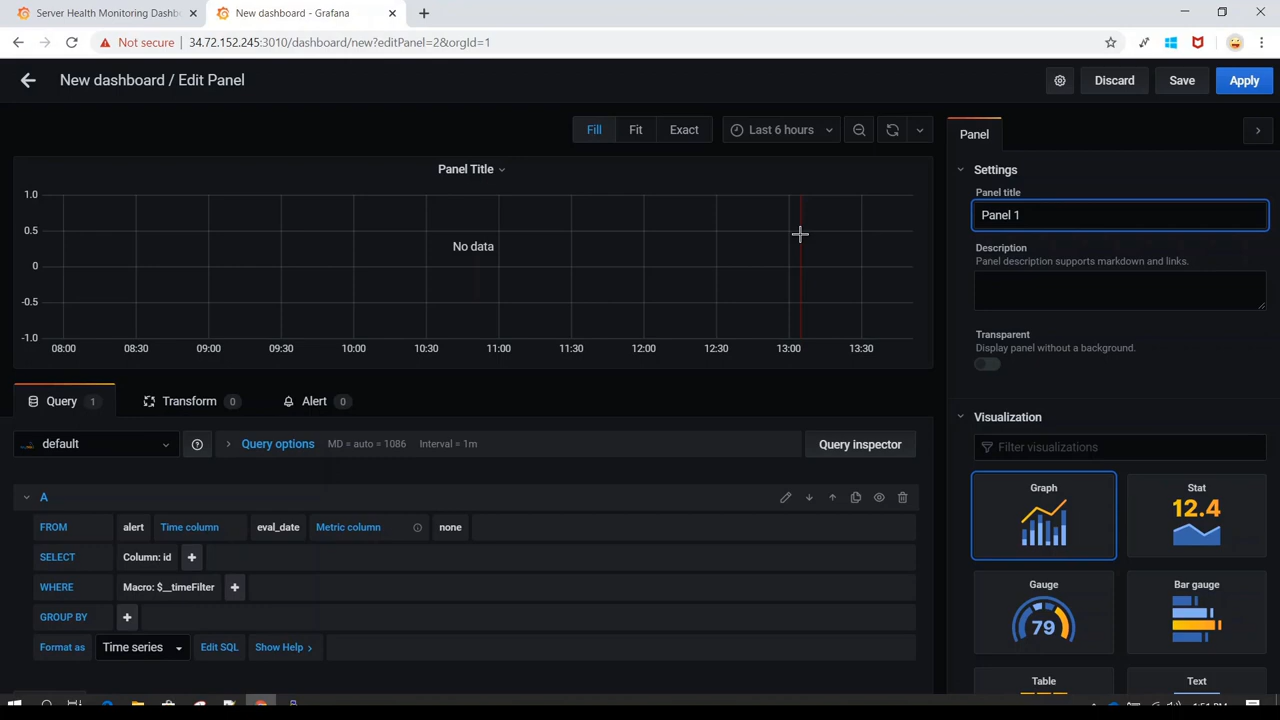 Server Health Monitoring Dashb
New dashboard - Grafana
Not secure 34.72.152.245:3010/dashboard/new?editPanel=2&orgId=1
New dashboard / Edit Panel
Discard Save Apply
Fill Fit Exact Last 6 hours
Panel Title
1.0
0.5
0
-0.5
-1.0
No data
08:00 08:30 09:00 09:30 10:00 10:30 11:00 11:30 12:00 12:30 13:00 13:30
Query 1 Transform 0 Alert 0
default Query options MD = auto = 1086 Interval = 1m Query inspector
A
FROM alert Time column eval_date Metric column none
SELECT Column: id
WHERE Macro: $__timeFilter
GROUP BY
Format as Time series Edit SQL Show Help
Panel
Settings
Panel title
Panel 1
Description
Panel description supports markdown and links.
Transparent
Display panel without a background.
Visualization
Filter visualizations
Graph
Stat
12.4
Gauge
79
Bar gauge
Table
Text